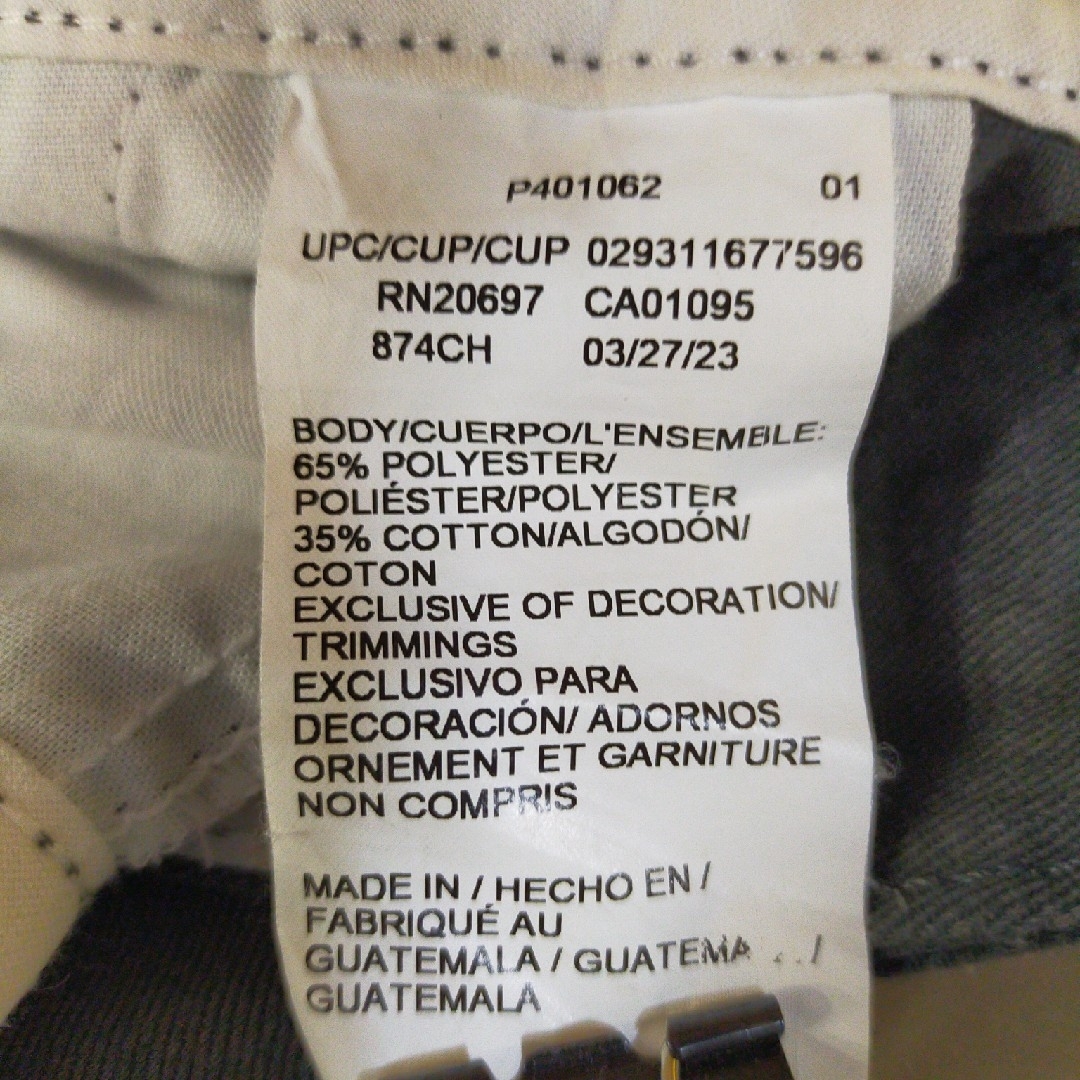 P401062 01
UPC/CUP/CUP 029311677596
RN20697 CA01095
874CH 03/27/23
BODY/CUERPO/L'ENSEMBLE:
65% POLYESTER/
POLIÉSTER/POLYESTER
35% COTTON/ALGODÓN/
COTON
EXCLUSIVE OF DECORATION/
TRIMMINGS
EXCLUSIVO PARA
DECORACIÓN/ ADORNOS
ORNEMENT ET GARNITURE
NON COMPRIS
MADE IN / HECHO EN /
FABRIQUÉ AU
GUATEMALA /
GUATEMALA